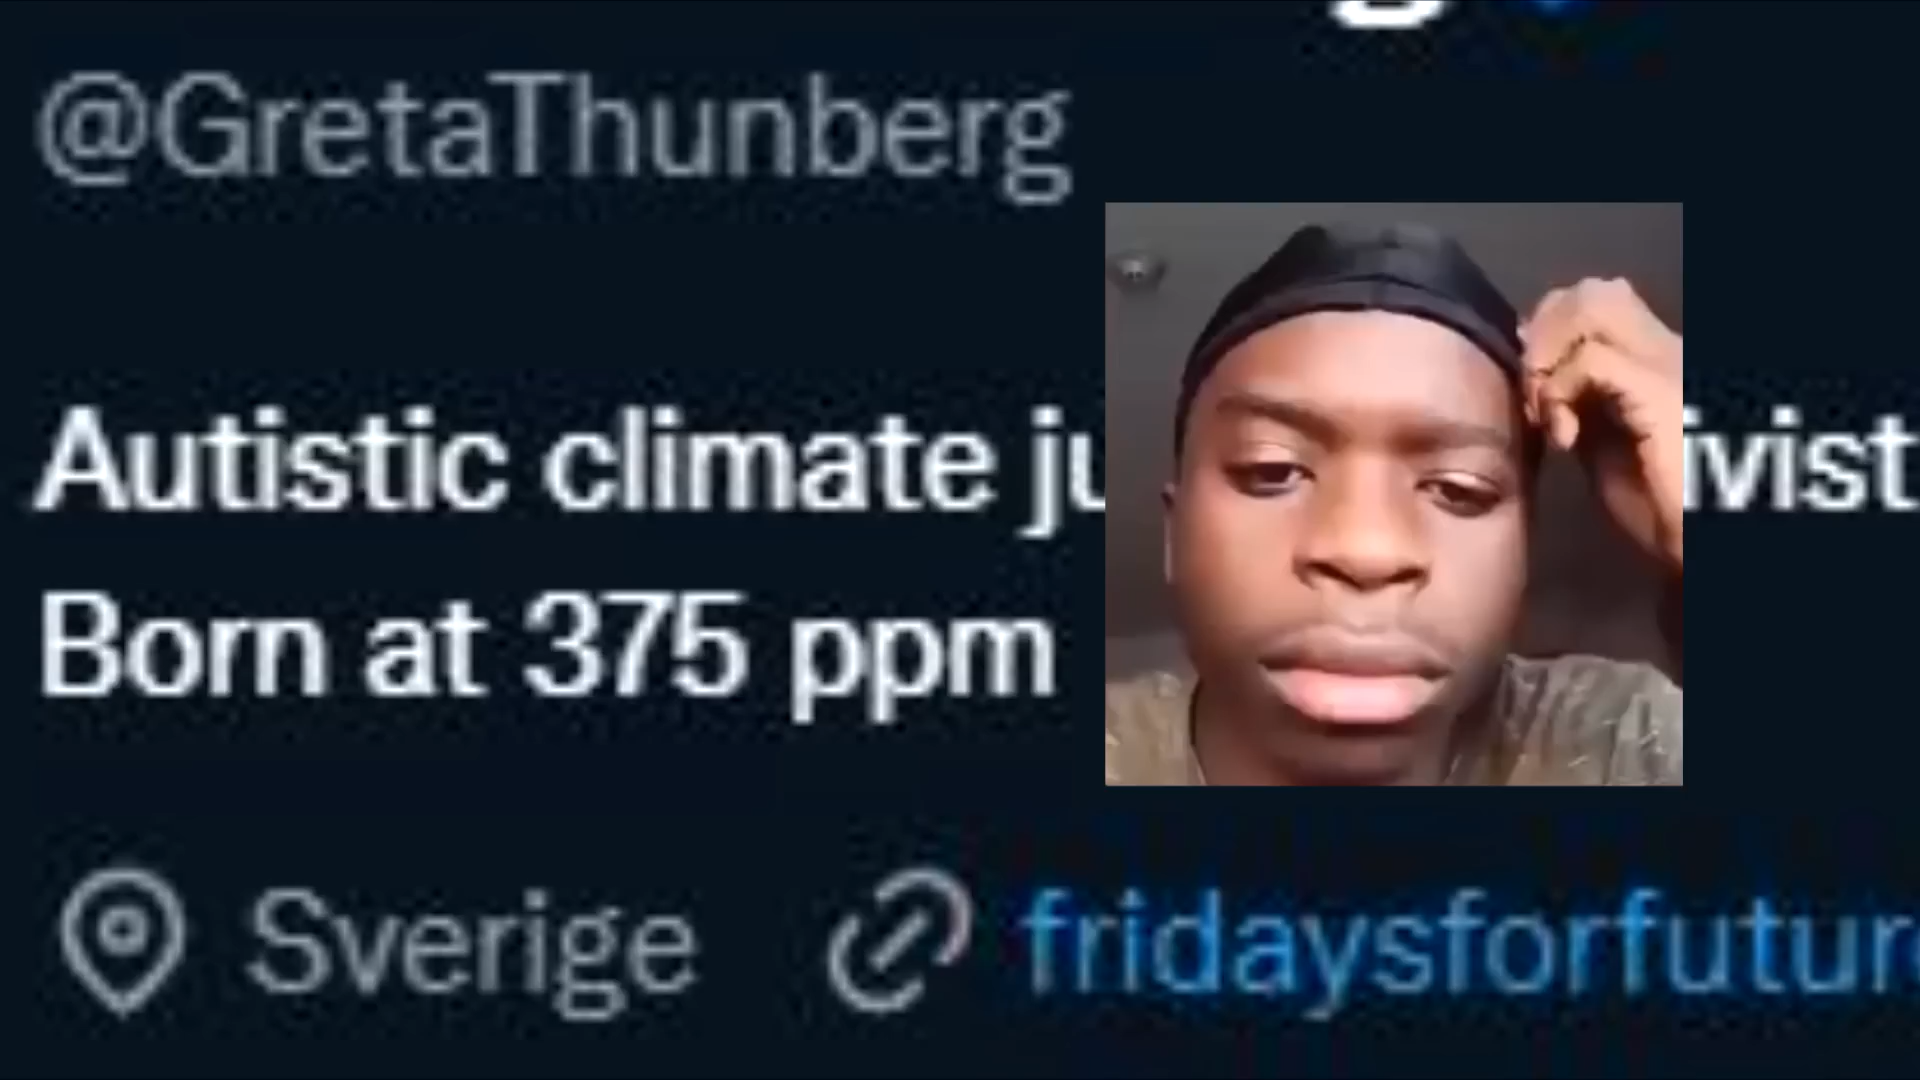 @GretaThunberg
Autistic climate ju ivist
Born at 375 ppm
Sverige fridaysforfutur